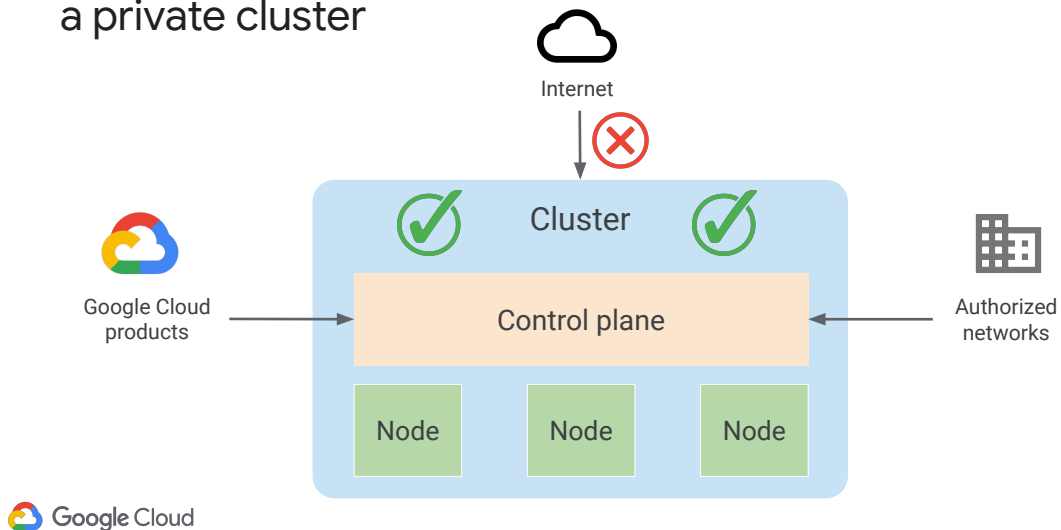 a private cluster
Internet
Cluster
Google Cloud
products
Control plane
Authorized
networks
Node
Node
Node
Google Cloud